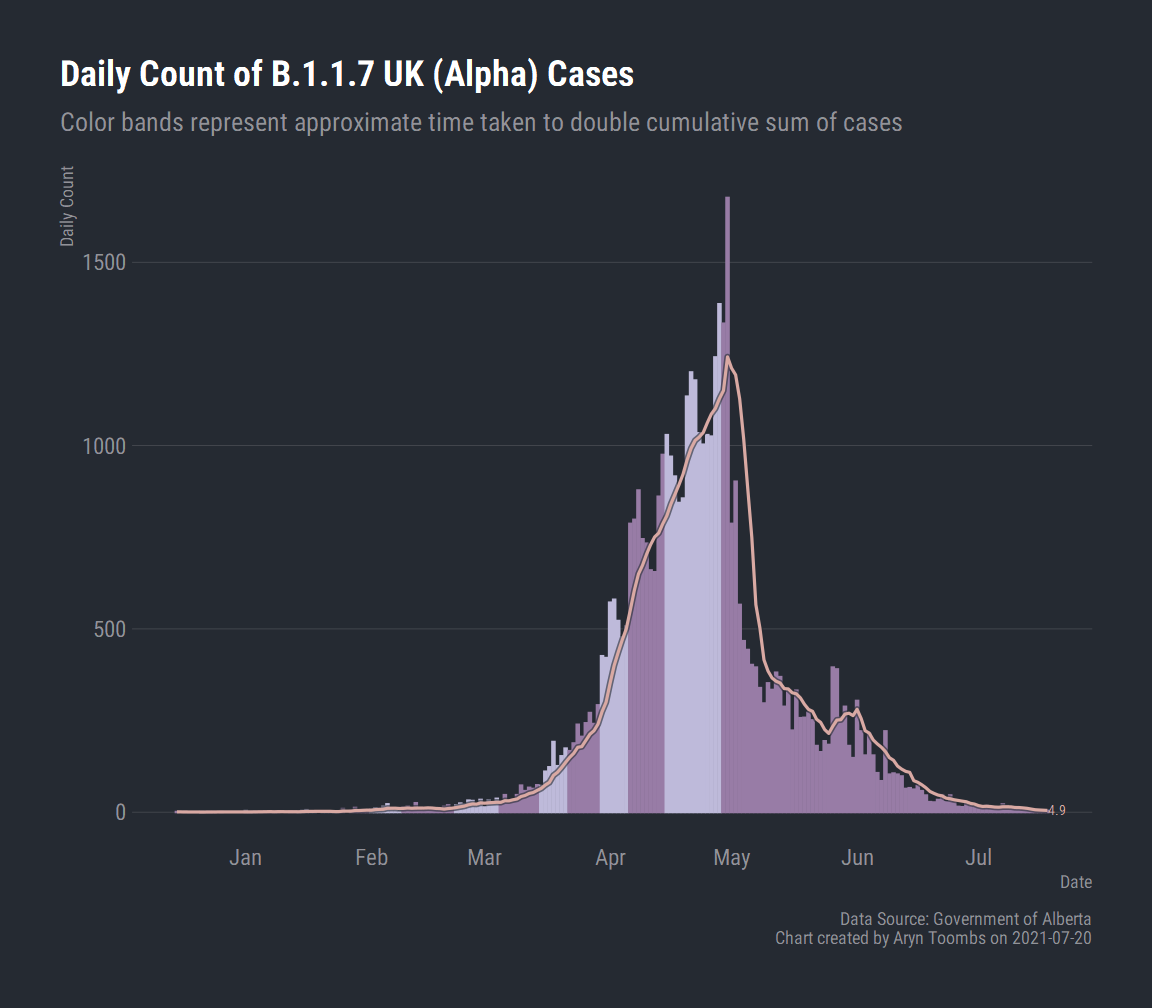 Daily Count of B.1.1.7 UK (Alpha) Cases
Color bands represent approximate time taken to double cumulative sum of cases
Daily Count
1500
1000
500
0
4.9
Jan Feb Mar Apr May Jun Jul
Date
Data Source: Government of Alberta
Chart created by Aryn Toombs on 2021-07-20